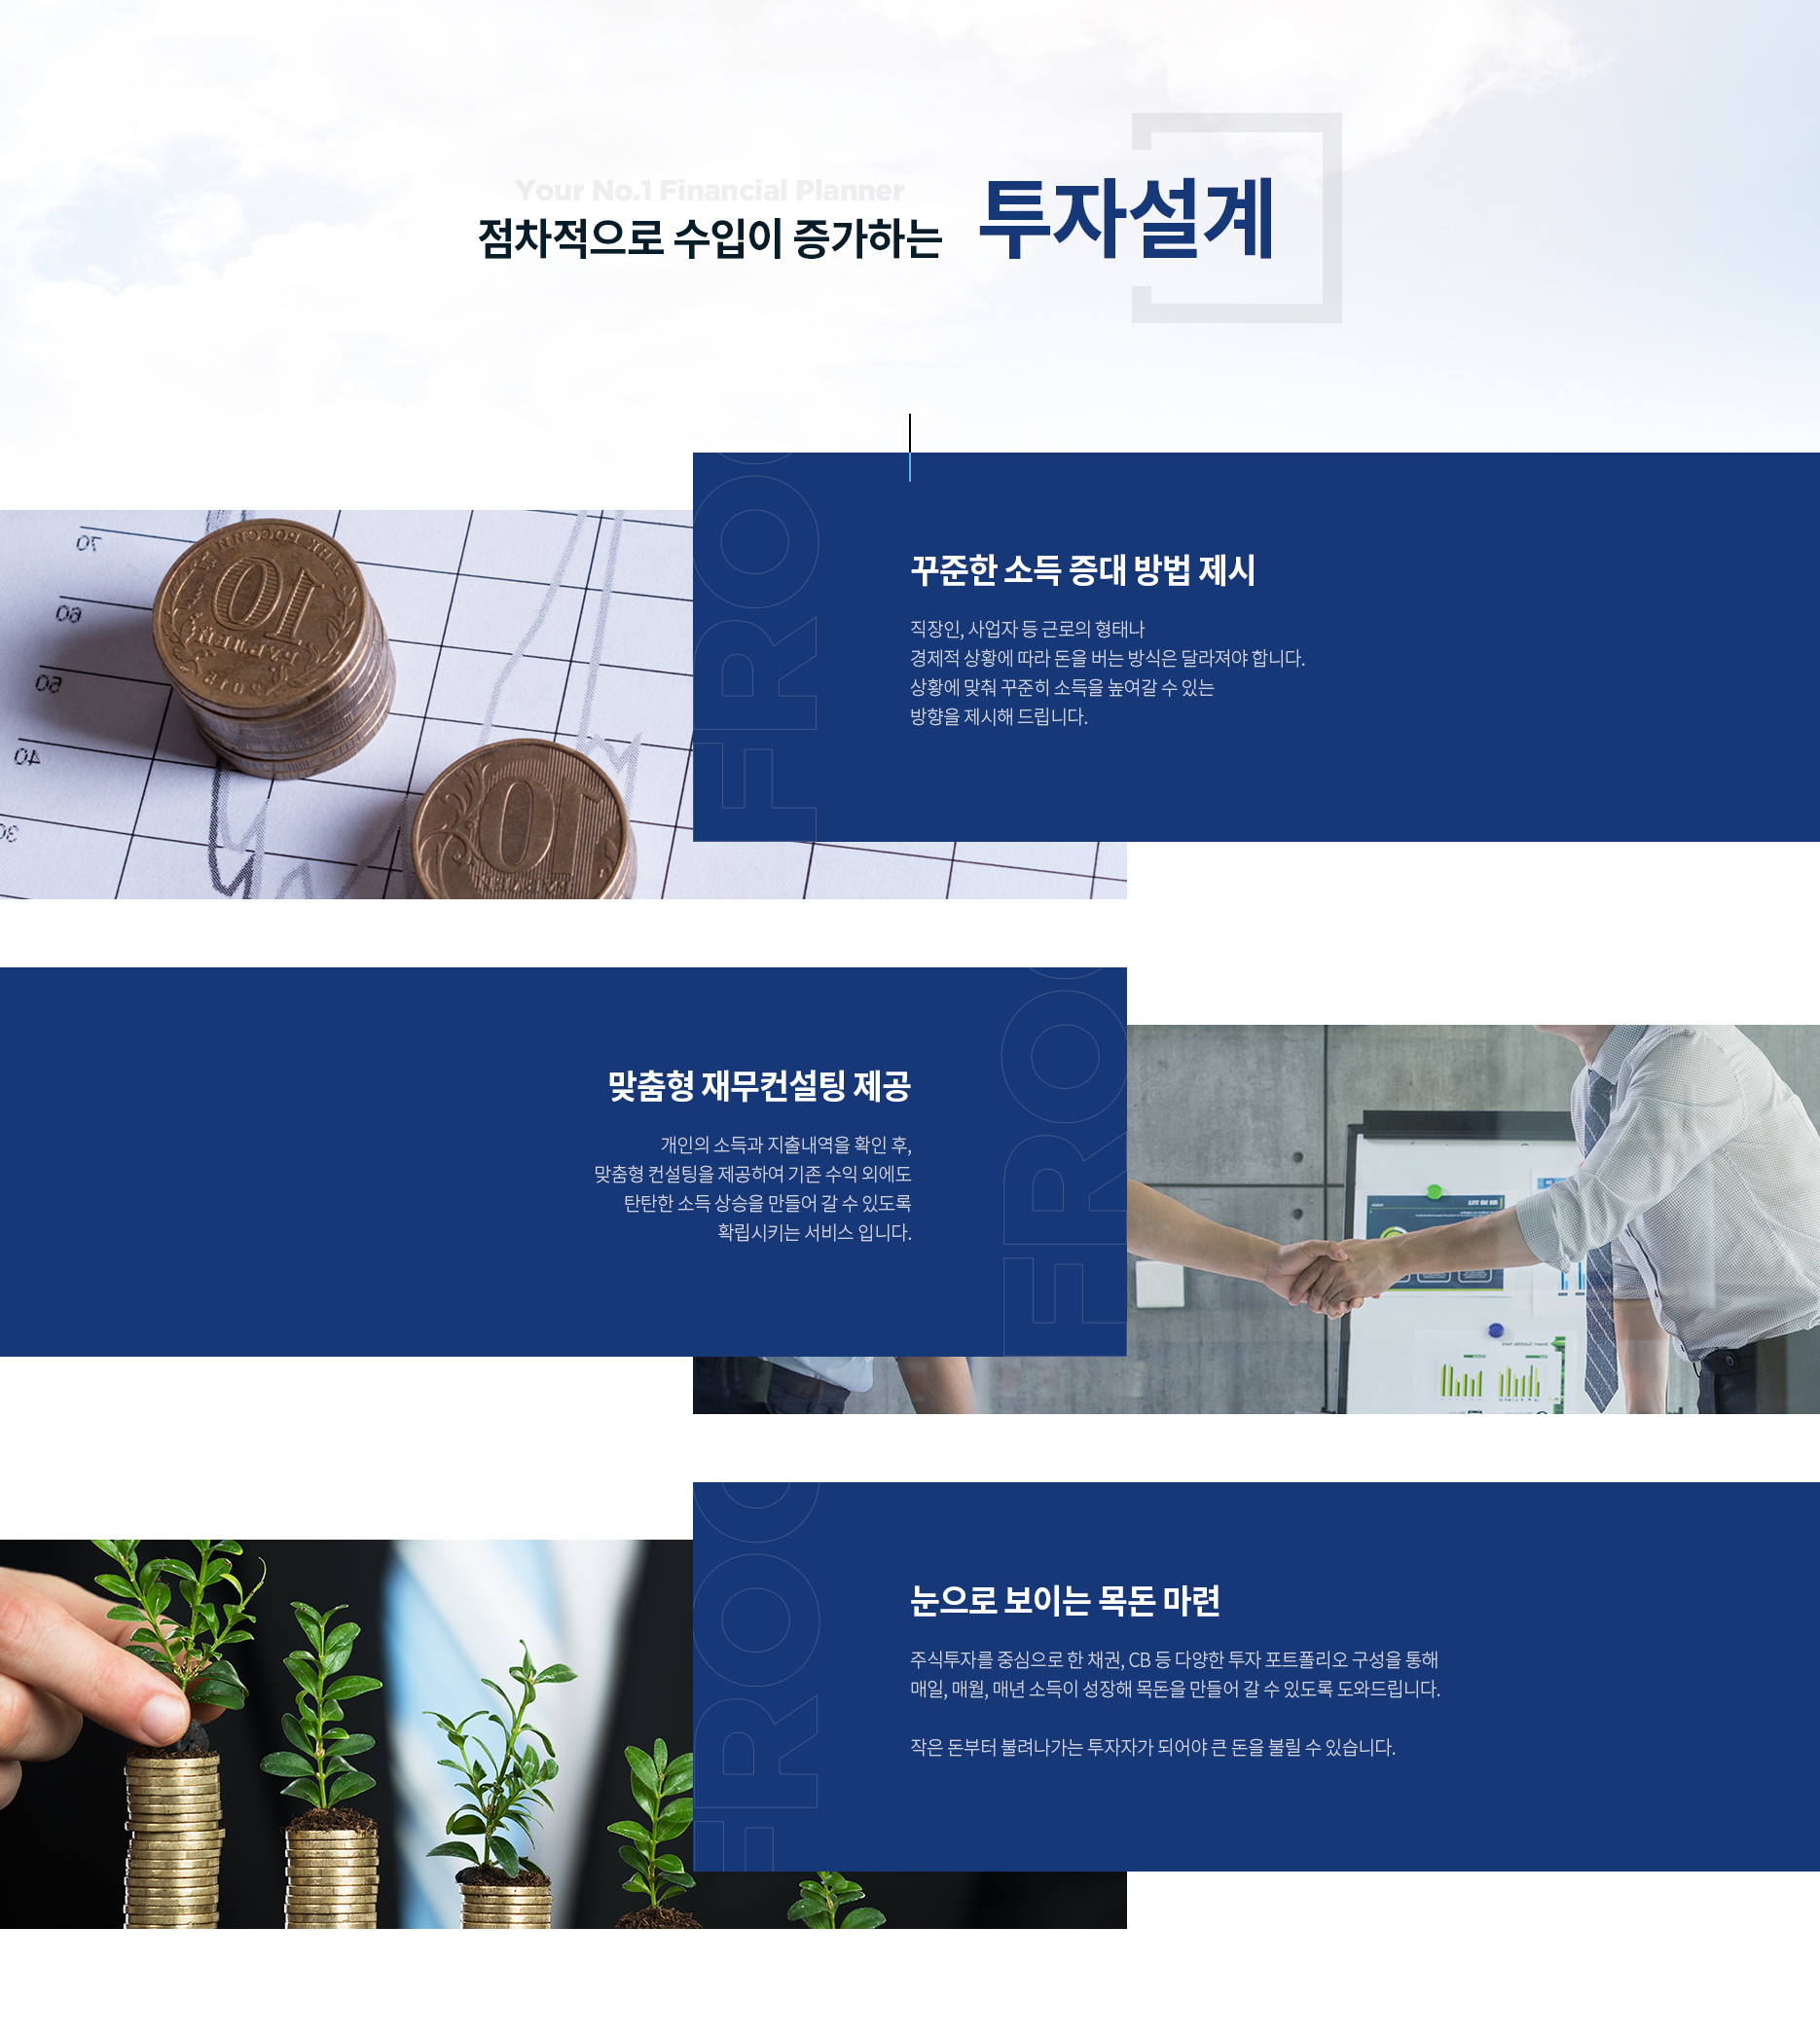 Your No.1 Financial Planner
점차적으로 수입이 증가하는
투자설계
FRO
꾸준한 소득 증대 방법 제시
직장인, 사업자 등 근로의 형태나
경제적 상황에 따라 돈을 버는 방식은 달라져야 합니다.
상황에 맞춰 꾸준히 소득을 높여갈 수 있는
방향을 제시해 드립니다.
70
60
50
40
30
10
10
맞춤형 재무컨설팅 제공
개인의 소득과 지출내역을 확인 후,
맞춤형 컨설팅을 제공하여 기존 수익 외에도
탄탄한 소득 상승을 만들어 갈 수 있도록
확립시키는 서비스 입니다.
FRO
FRO
눈으로 보이는 목돈 마련
주식투자를 중심으로 한 채권, CB 등 다양한 투자 포트폴리오 구성을 통해
매일, 매월, 매년 소득이 성장해 목돈을 만들어 갈 수 있도록 도와드립니다.
작은 돈부터 불려나가는 투자자가 되어야 큰 돈을 불릴 수 있습니다.